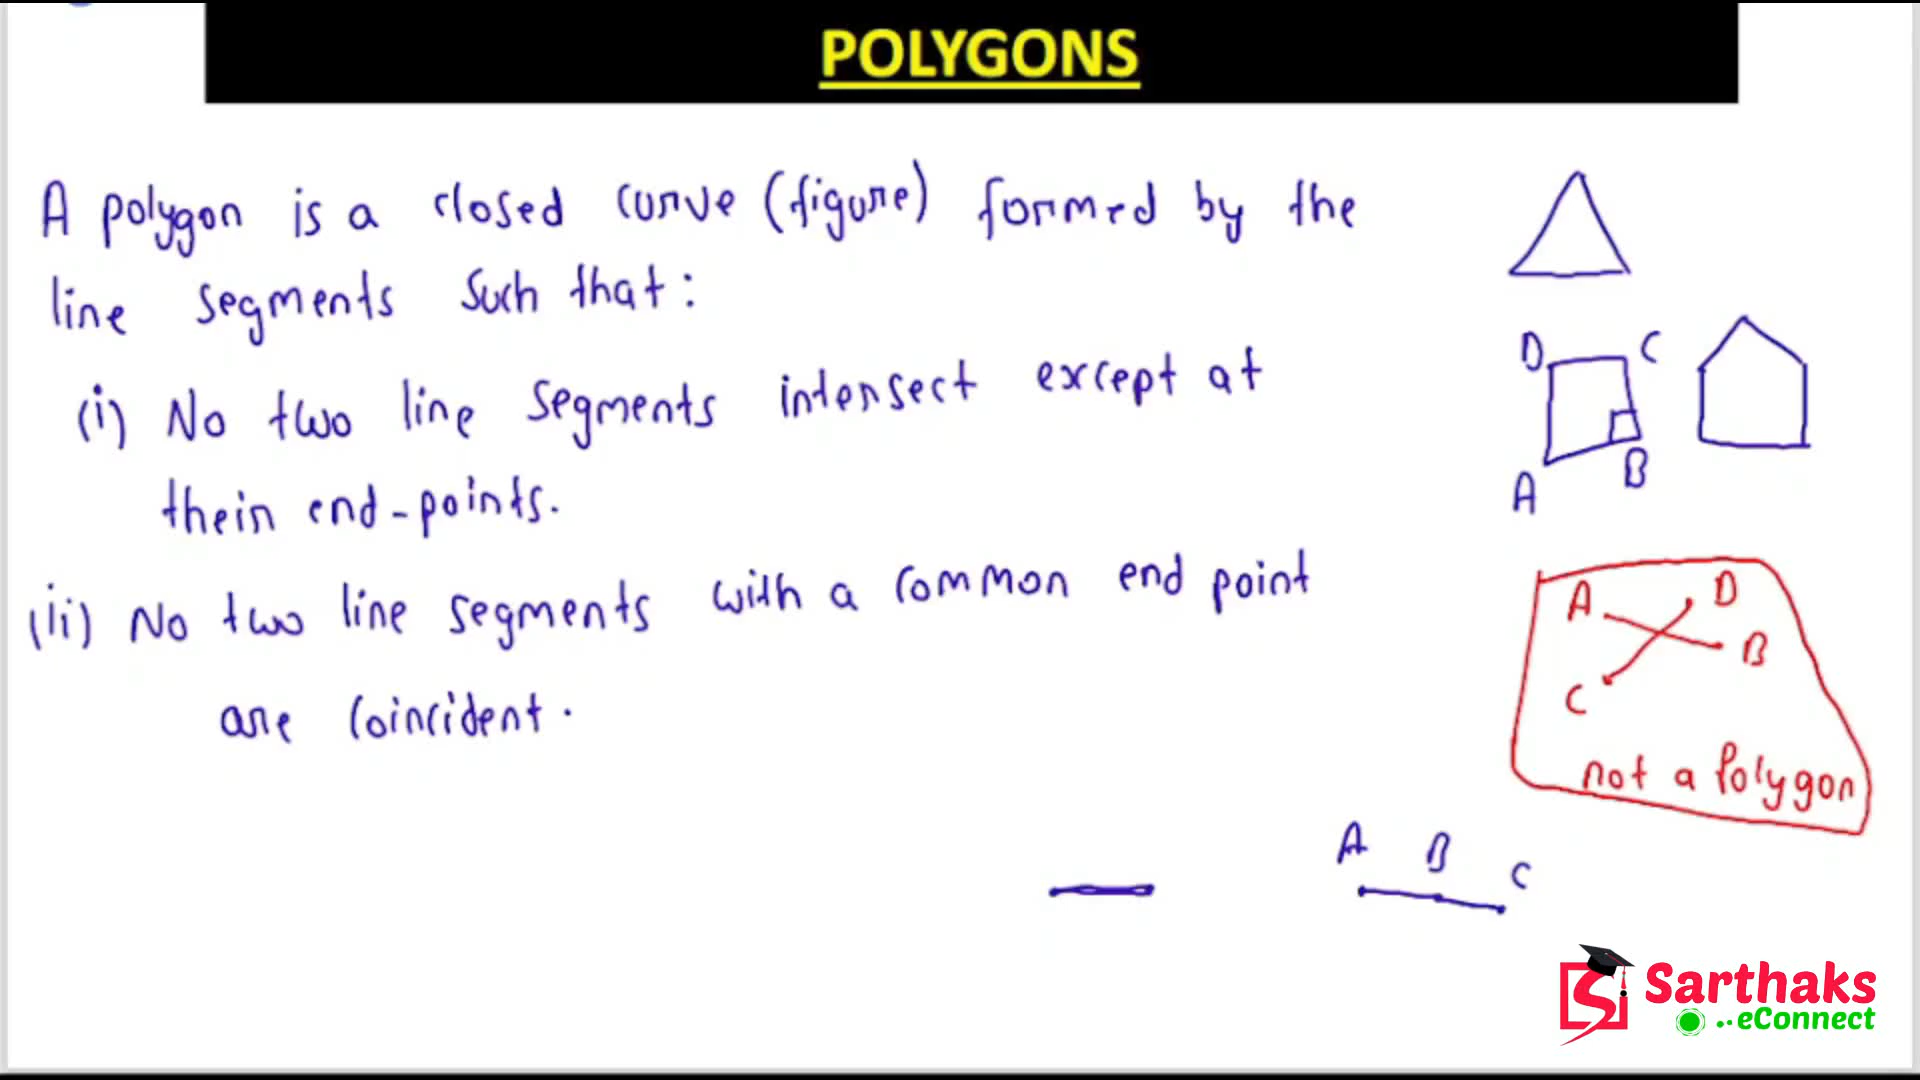 POLYGONS
A polygon is a closed curve (figure) formed by the
line segments such that:
(i) No two line segments intersect except at
their end-points.
(ii) No two line segments with a common end point
are coincident.
D C
A B
A D
B
C
not a polygon
A B C
Sarthaks
eConnect